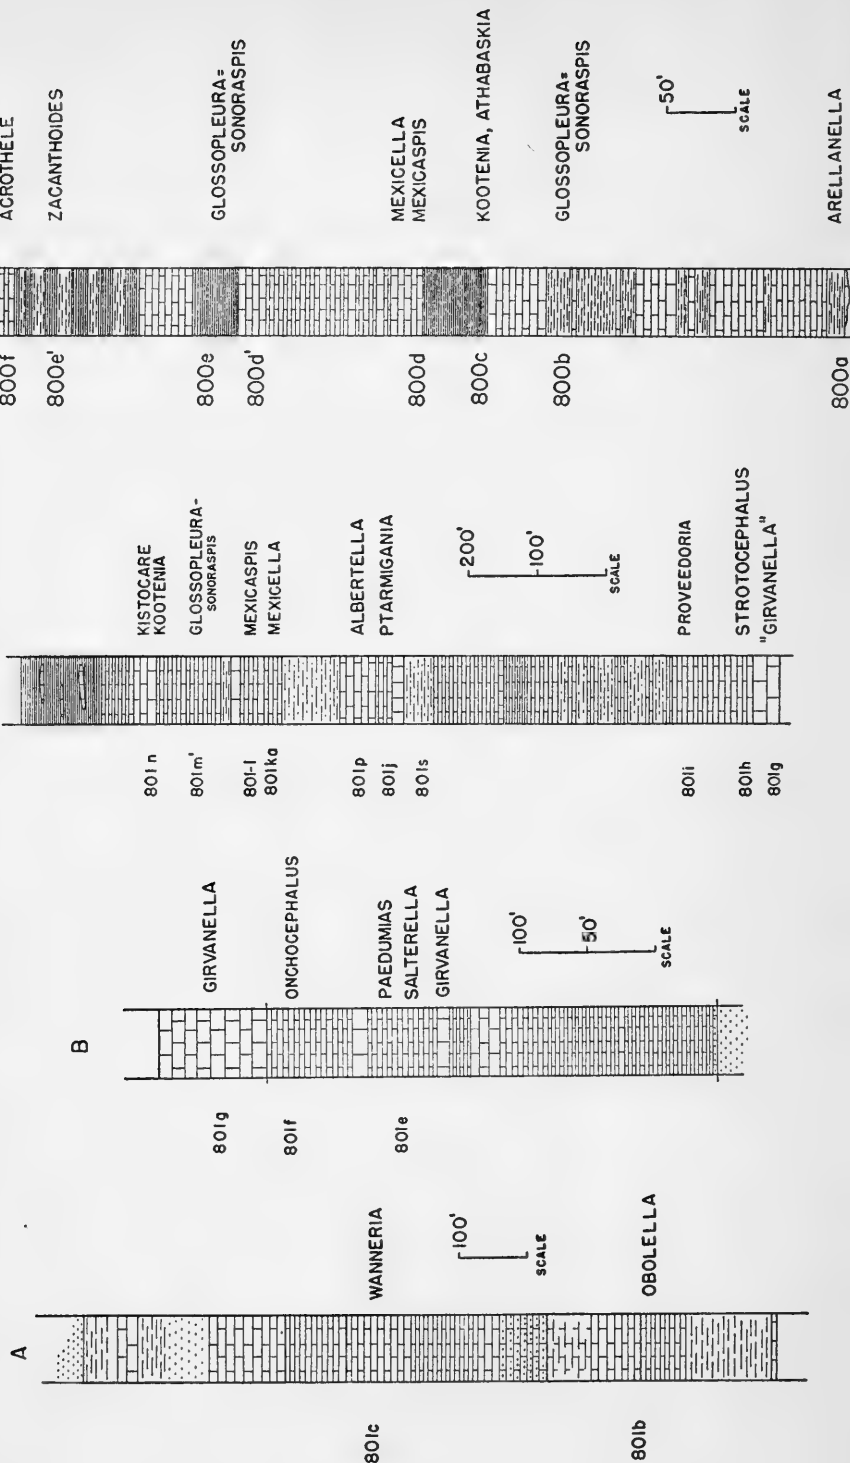 A
WANNERIA
OBOLELLA
100'
SCALE
801c
801b
B
GIRVANELLA
ONCHOCEPHALUS
PAEDUMIAS
SALTERELLA
GIRVANELLA
100'
50'
SCALE
801g
801f
801e
KISTOCARE
KOOTENIA
GLOSSOPLEURA-
SONORASPIS
MEXICASPIS
MEXICELLA
ALBERTELLA
PTARMIGANIA
PROVEEDORIA
STROTOCEPHALUS
"GIRVANELLA"
200'
100'
SCALE
801n
801m'
801-l
801ka
801p
801j
801s
801i
801h
801g
ACROTHELE
ZACANTHOIDES
GLOSSOPLEURA=
SONORASPIS
MEXICELLA
MEXICASPIS
KOOTENIA, ATHABASKIA
GLOSSOPLEURA=
SONORASPIS
ARELLANELLA
50'
SCALE
800f
800e'
800e
800d'
800d
800c
800b
800a